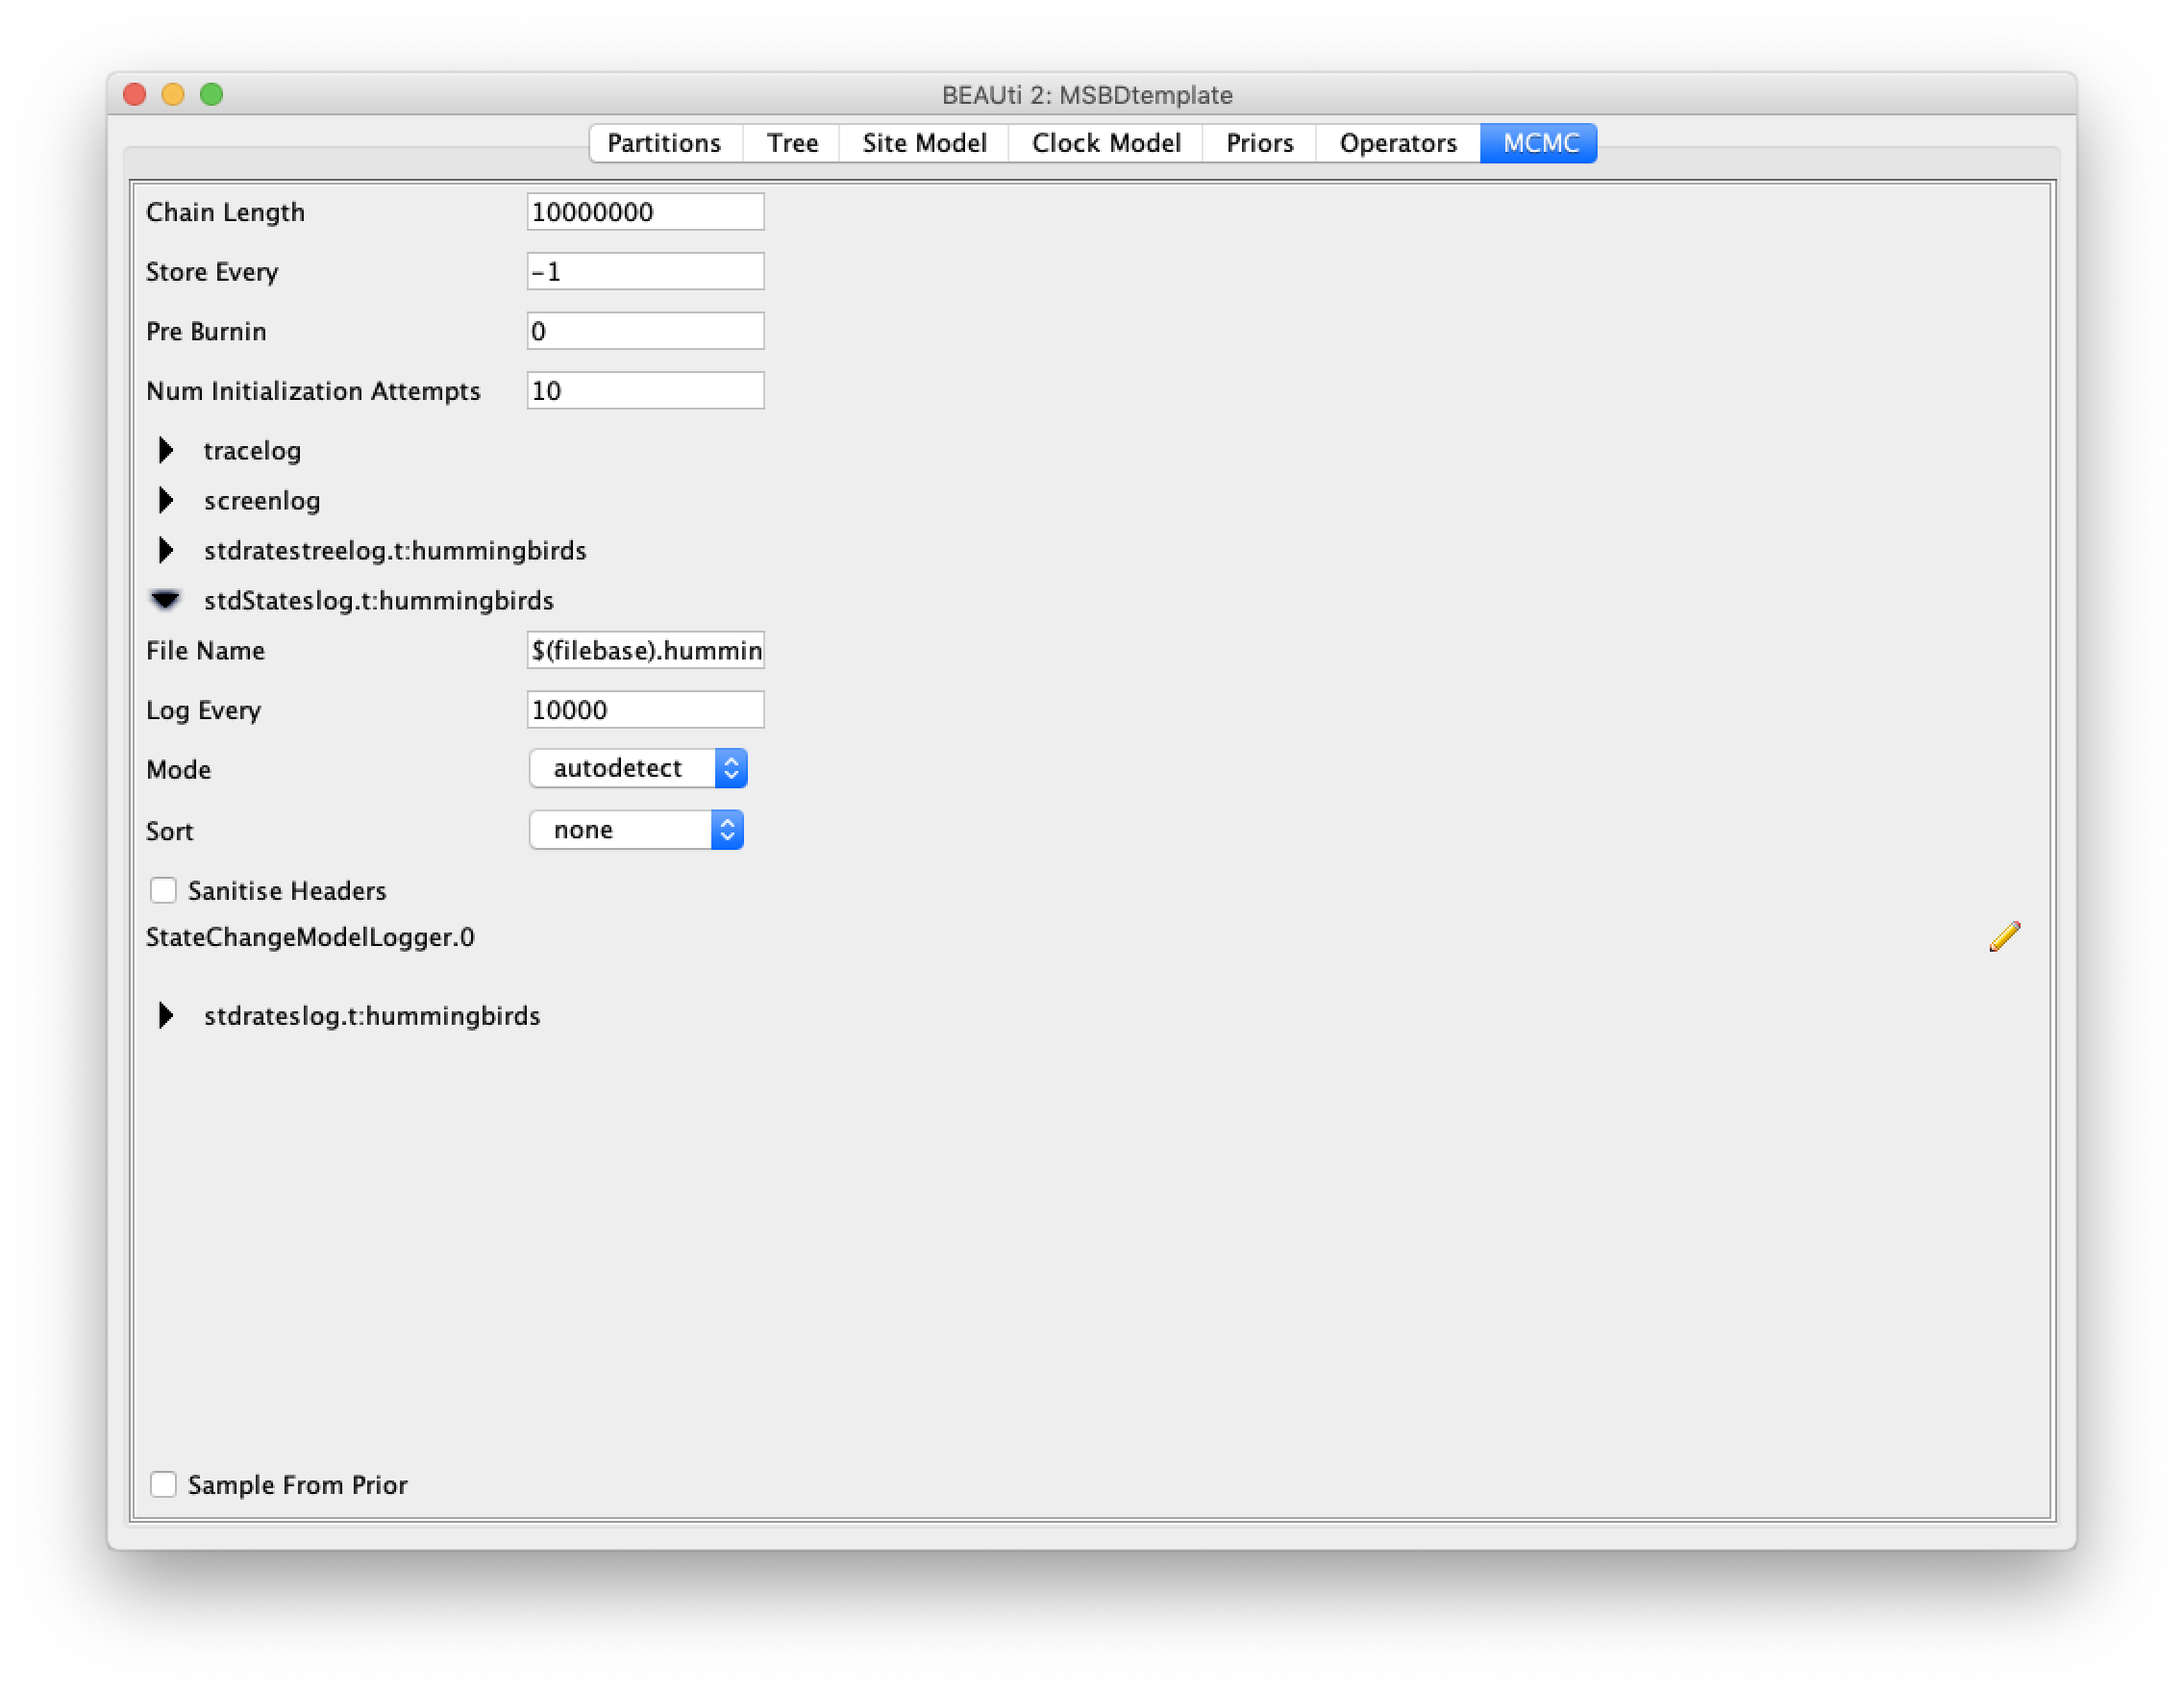 BEAUti 2: MSBDtemplate
Partitions Tree Site Model Clock Model Priors Operators MCMC
Chain Length 10000000
Store Every -1
Pre Burnin 0
Num Initialization Attempts 10
tracelog
screenlog
stdratestreelog.t:hummingbirds
stdStateslog.t:hummingbirds
File Name $(filebase).hummin
Log Every 10000
Mode autodetect
Sort none
Sanitise Headers
StateChangeModelLogger.0
stdrateslog.t:hummingbirds
Sample From Prior